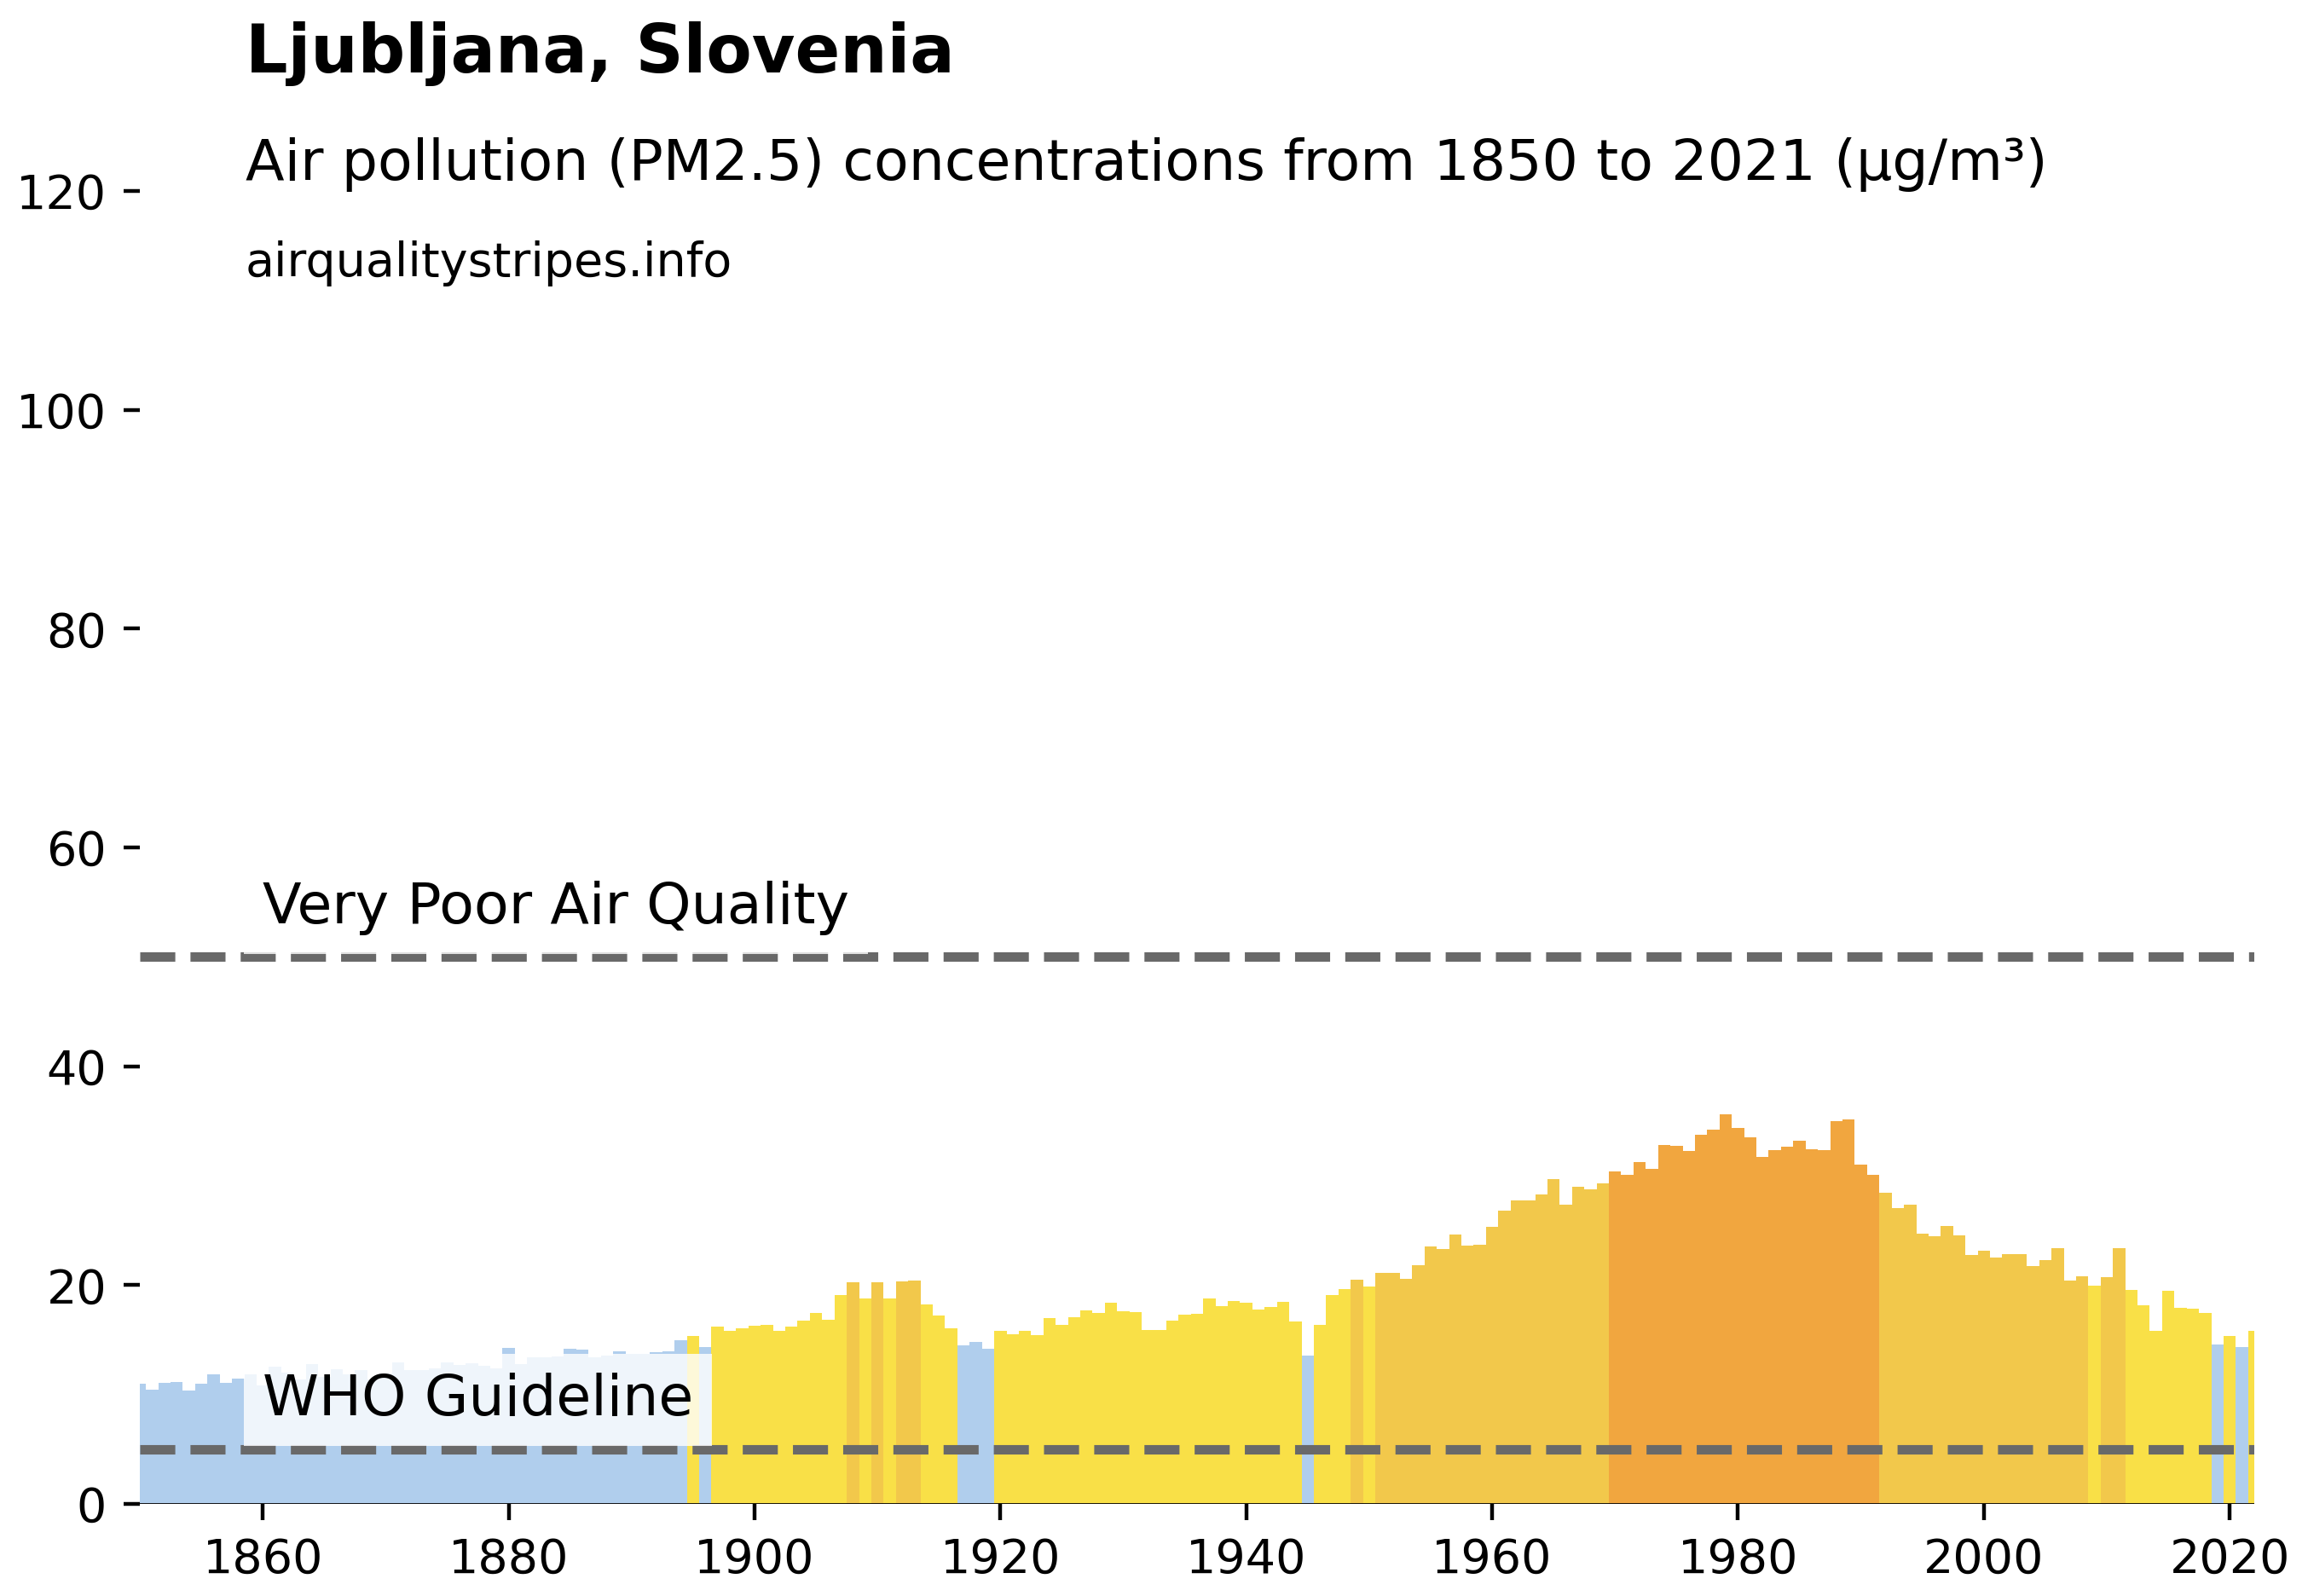 Ljubljana, Slovenia
Air pollution (PM2.5) concentrations from 1850 to 2021 (μg/m³)
120
airqualitystripes.info
100
80
60
Very Poor Air Quality
40
20
WHO Guideline
0
1860 1880 1900 1920 1940 1960 1980 2000 2020